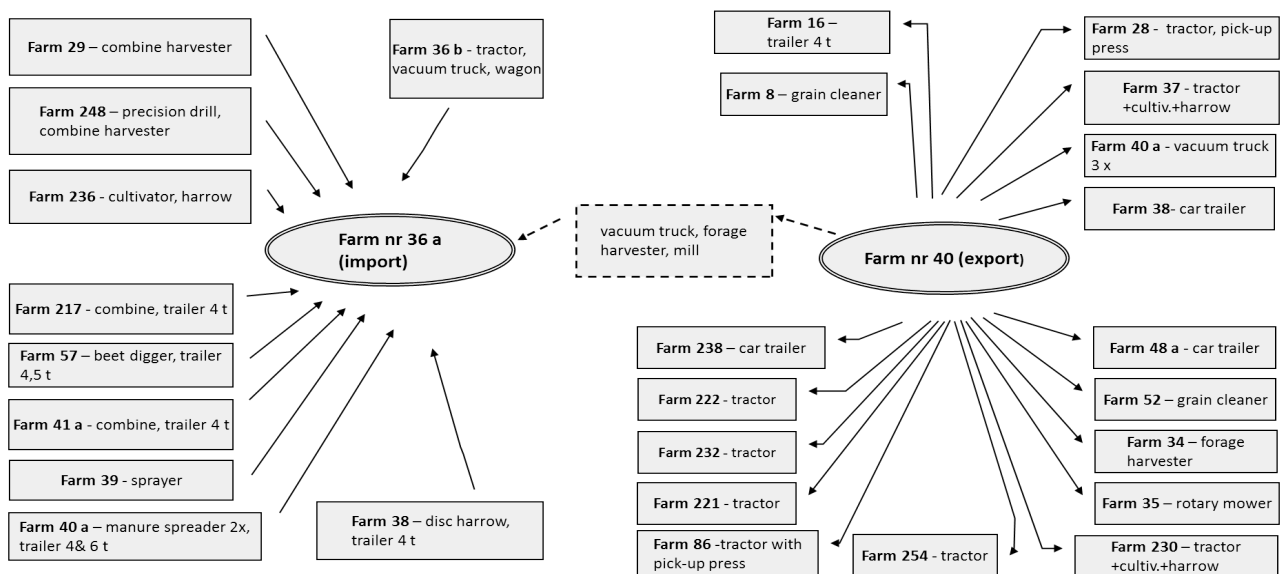 Farm 29 – combine harvester
Farm 248 – precision drill,
combine harvester
Farm 236 - cultivator, harrow
Farm 36 b - tractor,
vacuum truck, wagon
Farm nr 36 a
(import)
Farm 217 - combine, trailer 4 t
Farm 57 – beet digger, trailer
4,5 t
Farm 41 a - combine, trailer 4 t
Farm 39 - sprayer
Farm 40 a – manure spreader 2x,
trailer 4& 6 t
Farm 38 – disc harrow,
trailer 4 t
vacuum truck, forage
harvester, mill
Farm 16 –
trailer 4 t
Farm 8 – grain cleaner
Farm 28 - tractor, pick-up
press
Farm 37 - tractor
+cultiv.+harrow
Farm 40 a - vacuum truck
3 x
Farm 38- car trailer
Farm nr 40 (export)
Farm 238 – car trailer
Farm 222 - tractor
Farm 232 - tractor
Farm 221 - tractor
Farm 86 -tractor with
pick-up press
Farm 254 - tractor
Farm 48 a - car trailer
Farm 52 – grain cleaner
Farm 34 – forage
harvester
Farm 35 – rotary mower
Farm 230 – tractor
+cultiv.+harrow